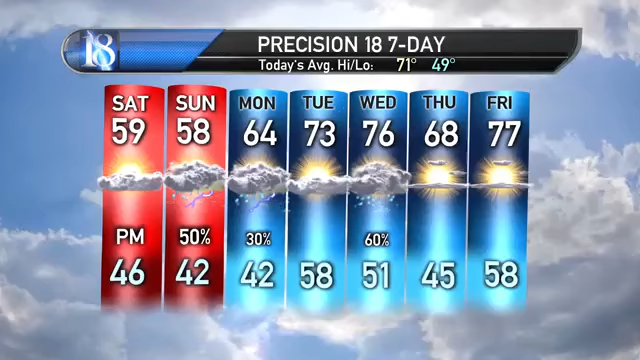 18
PRECISION 18 7-DAY
Today's Avg. Hi/Lo: 71° 49°
SAT SUN MON TUE WED THU FRI
59 58 64 73 76 68 77
PM 50% 30% 60%
46 42 42 58 51 45 58